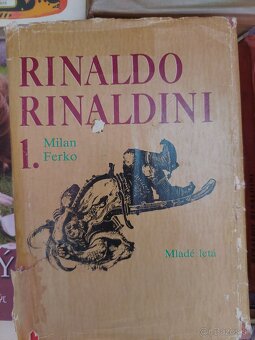 RINALDO
RINALDINI
1. Milan
Ferko
Mladé letá